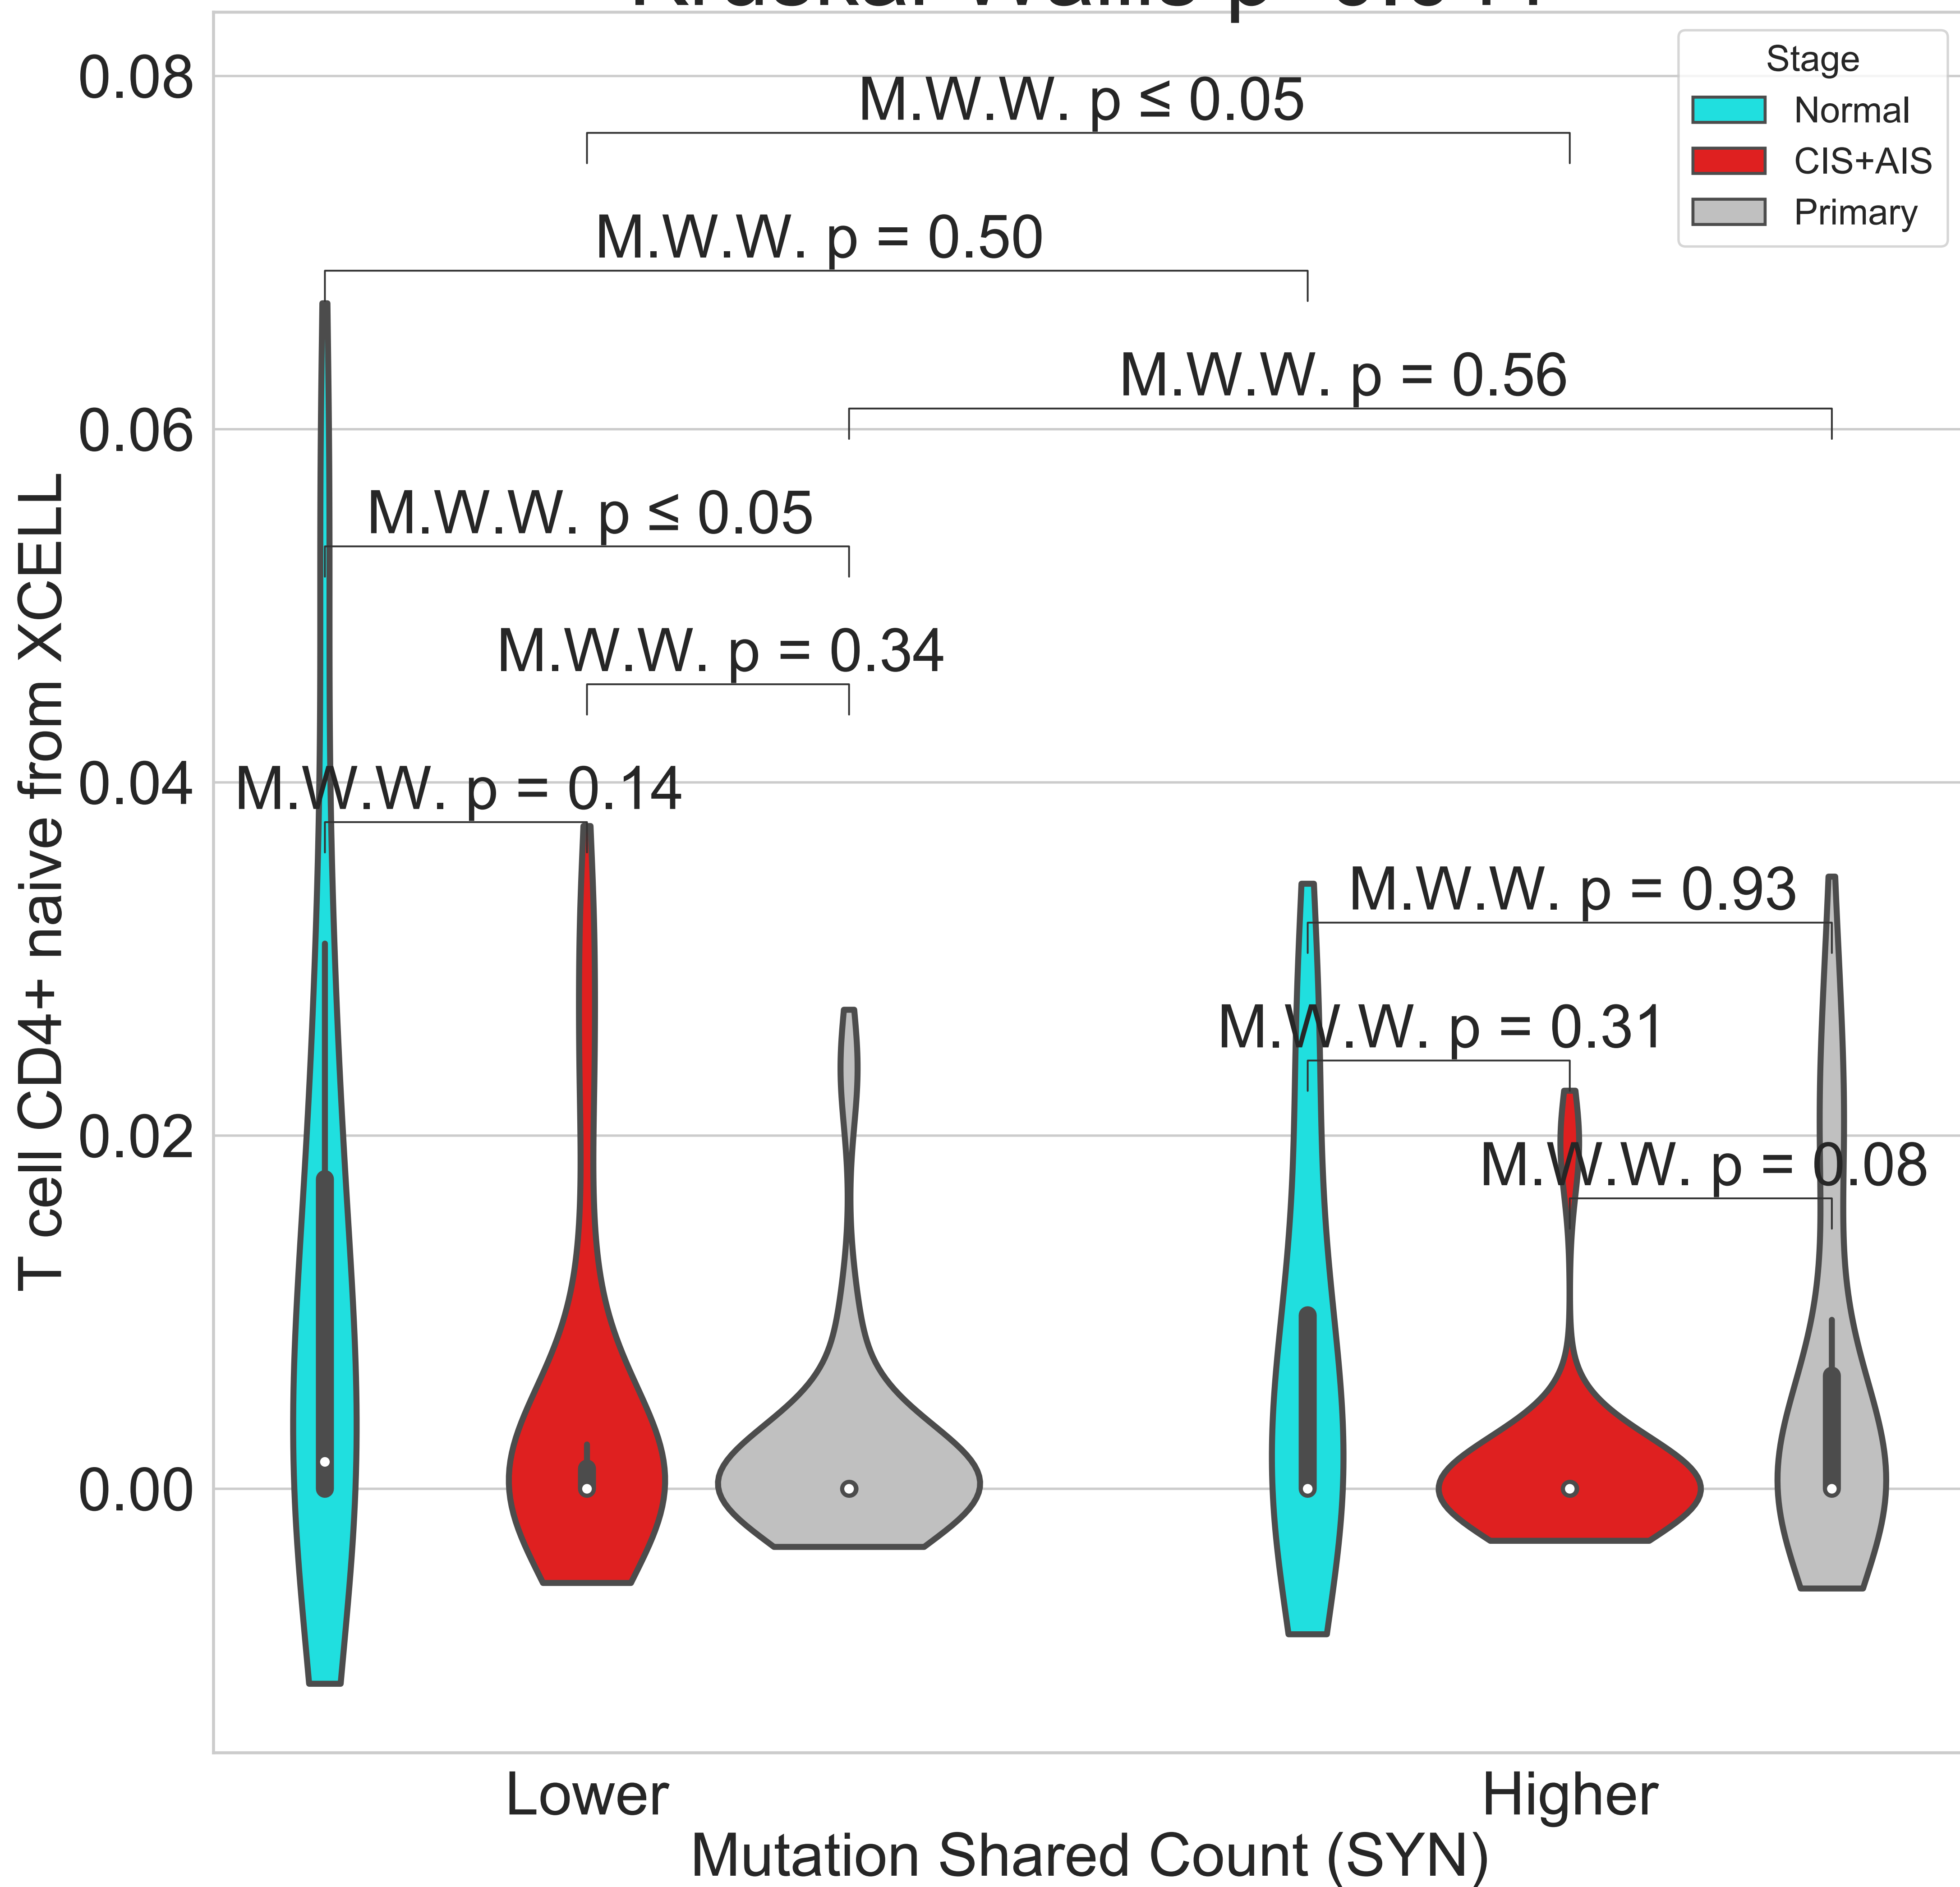 0.08
0.06
0.04
0.02
0.00
T cell CD4+ naive from XCELL
M.W.W. p ≤ 0.05
M.W.W. p = 0.50
M.W.W. p = 0.56
M.W.W. p ≤ 0.05
M.W.W. p = 0.34
M.W.W. p = 0.14
M.W.W. p = 0.93
M.W.W. p = 0.31
M.W.W. p = 0.08
Stage
Normal
CIS+AIS
Primary
Lower
Higher
Mutation Shared Count (SYN)